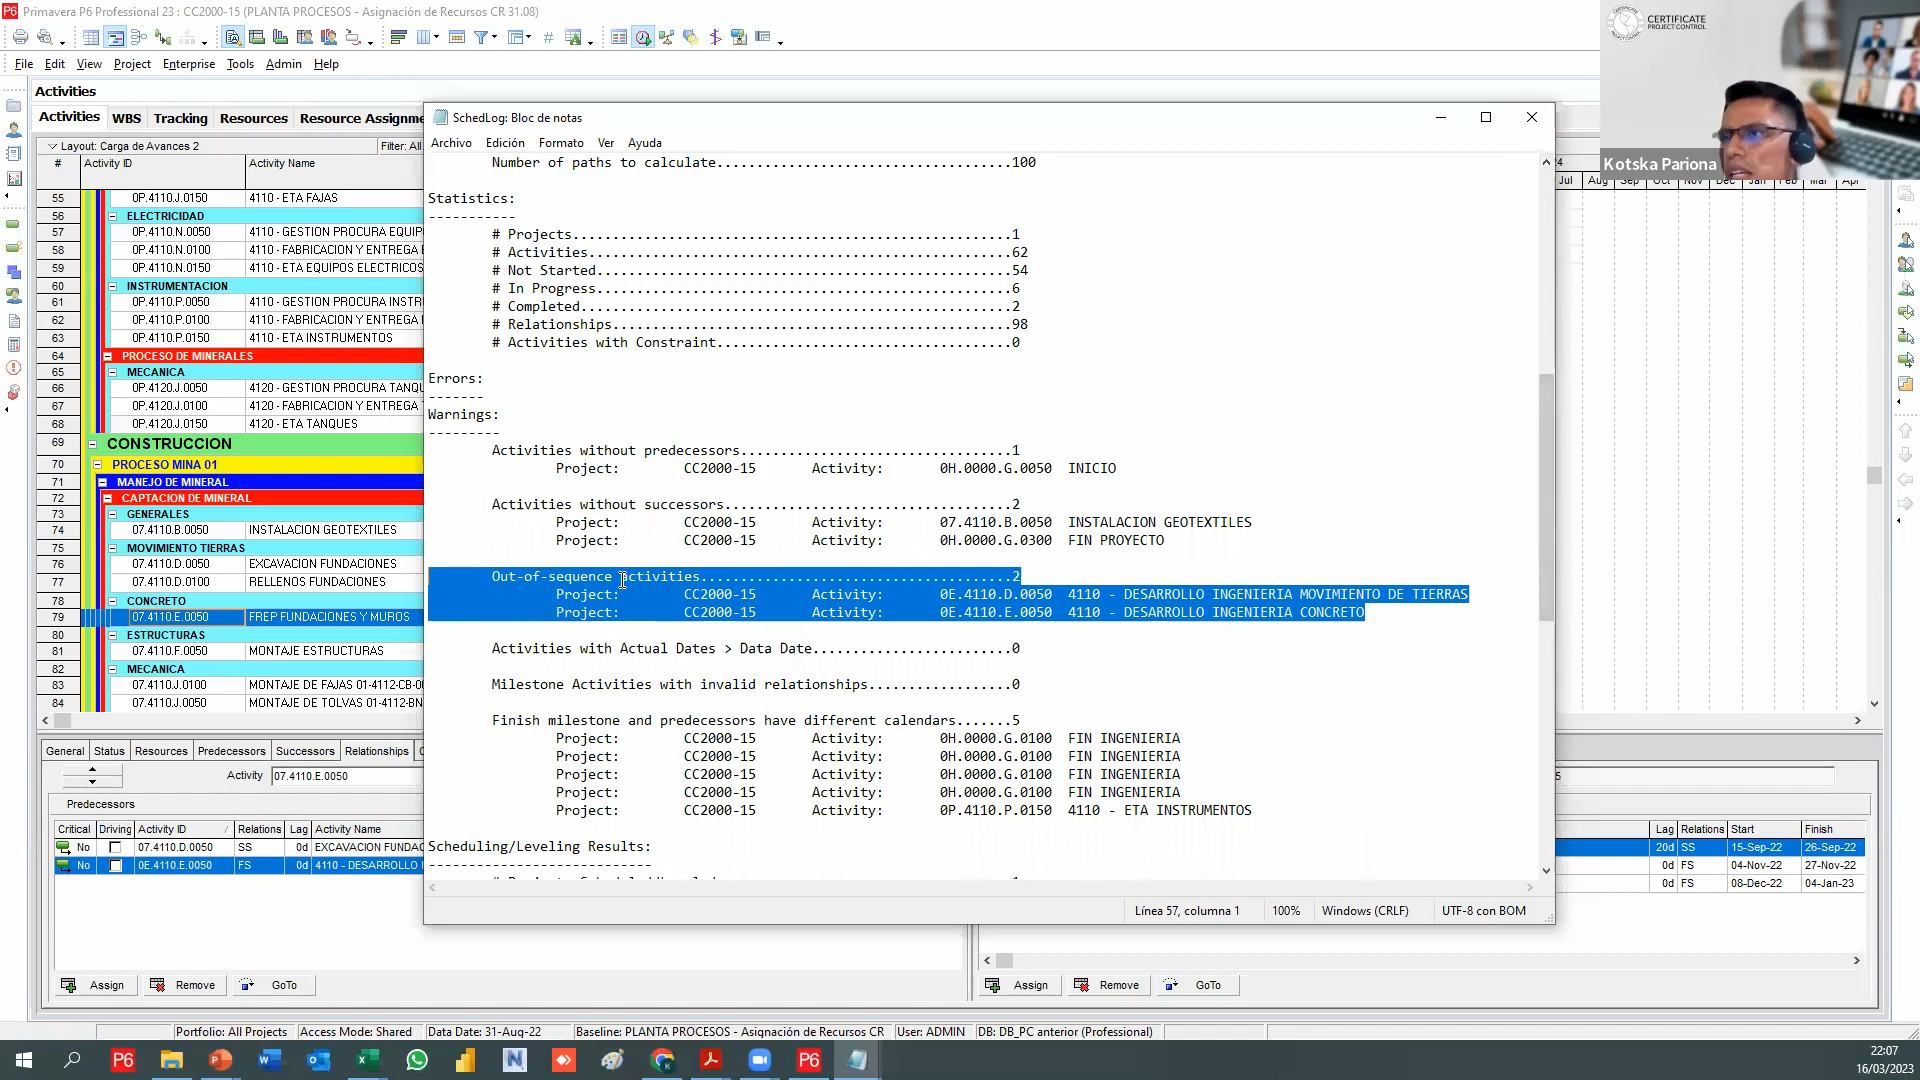 Primavera P6 Professional 23 : CC2000-15 (PLANTA PROCESOS - Asignación de Recursos CR 31.08)
File Edit View Project Enterprise Tools Admin Help
Activities
Activities WBS Tracking Resources Resource Assignme
Layout: Carga de Avances 2 Filter: All
# Activity ID Activity Name
55 0P.4110.J.0150 4110 - ETA FAJAS
56 ELECTRICIDAD
57 0P.4110.N.0050 4110 - GESTION PROCURA EQUIP
58 0P.4110.N.0100 4110 - FABRICACION Y ENTREGA
59 0P.4110.N.0150 4110 - ETA EQUIPOS ELECTRICOS
60 INSTRUMENTACION
61 0P.4110.P.0050 4110 - GESTION PROCURA INSTR
62 0P.4110.P.0100 4110 - FABRICACION Y ENTREGA
63 0P.4110.P.0150 4110 - ETA INSTRUMENTOS
64 PROCESO DE MINERALES
65 MECANICA
66 0P.4120.J.0050 4120 - GESTION PROCURA TANQU
67 0P.4120.J.0100 4120 - FABRICACION Y ENTREGA
68 0P.4120.J.0150 4120 - ETA TANQUES
69 CONSTRUCCION
70 PROCESO MINA 01
71 MANEJO DE MINERAL
72 CAPTACION DE MINERAL
73 GENERALES
74 07.4110.B.0050 INSTALACION GEOTEXTILES
75 MOVIMIENTO TIERRAS
76 07.4110.D.0050 EXCAVACION FUNDACIONES
77 07.4110.D.0100 RELLENOS FUNDACIONES
78 CONCRETO
79 07.4110.E.0050 FREP FUNDACIONES Y MUROS
80 ESTRUCTURAS
81 07.4110.F.0050 MONTAJE ESTRUCTURAS
82 MECANICA
83 07.4110.J.0100 MONTAJE DE FAJAS 01-4112-CB-0
84 07.4110.J.0050 MONTAJE DE TOLVAS 01-4112-BN
General Status Resources Predecessors Successors Relationships
Activity 07.4110.E.0050
Predecessors
Critical Driving Activity ID Relations Lag Activity Name
No 07.4110.D.0050 SS 0d EXCAVACION FUNDAC
No 0E.4110.E.0050 FS 0d 4110 - DESARROLLO
Assign Remove GoTo
SchedLog: Bloc de notas
Archivo Edición Formato Ver Ayuda
Number of paths to calculate.....................................100
Statistics:
-----------
# Projects.......................................................1
# Activities.....................................................62
# Not Started....................................................54
# In Progress....................................................6
# Completed......................................................2
# Relationships..................................................98
# Activities with Constraint.....................................0
Errors:
-------
Warnings:
---------
Activities without predecessors..................................1
Project: CC2000-15 Activity: 0H.0000.G.0050 INICIO
Activities without successors....................................2
Project: CC2000-15 Activity: 07.4110.B.0050 INSTALACION GEOTEXTILES
Project: CC2000-15 Activity: 0H.0000.G.0300 FIN PROYECTO
Out-of-sequence activities.......................................2
Project: CC2000-15 Activity: 0E.4110.D.0050 4110 - DESARROLLO INGENIERIA MOVIMIENTO DE TIERRAS
Project: CC2000-15 Activity: 0E.4110.E.0050 4110 - DESARROLLO INGENIERIA CONCRETO
Activities with Actual Dates > Data Date.........................0
Milestone Activities with invalid relationships..................0
Finish milestone and predecessors have different calendars.......5
Project: CC2000-15 Activity: 0H.0000.G.0100 FIN INGENIERIA
Project: CC2000-15 Activity: 0H.0000.G.0100 FIN INGENIERIA
Project: CC2000-15 Activity: 0H.0000.G.0100 FIN INGENIERIA
Project: CC2000-15 Activity: 0H.0000.G.0100 FIN INGENIERIA
Project: CC2000-15 Activity: 0P.4110.P.0150 4110 - ETA INSTRUMENTOS
Scheduling/Leveling Results:
----------------------------
Línea 57, columna 1 100% Windows (CRLF) UTF-8 con BOM
CERTIFICATE
PROJECT CONTROL
Kotska Pariona
Jul Aug Sep Oct Nov Dec Jan Feb Mar Apr
Lag Relations Start Finish
20d SS 15-Sep-22 26-Sep-22
0d FS 04-Nov-22 27-Nov-22
0d FS 08-Dec-22 04-Jan-23
Assign Remove GoTo
Portfolio: All Projects Access Mode: Shared Data Date: 31-Aug-22 Baseline: PLANTA PROCESOS - Asignación de Recursos CR User: ADMIN DB: DB_PC anterior (Professional)
22:07
16/03/2023